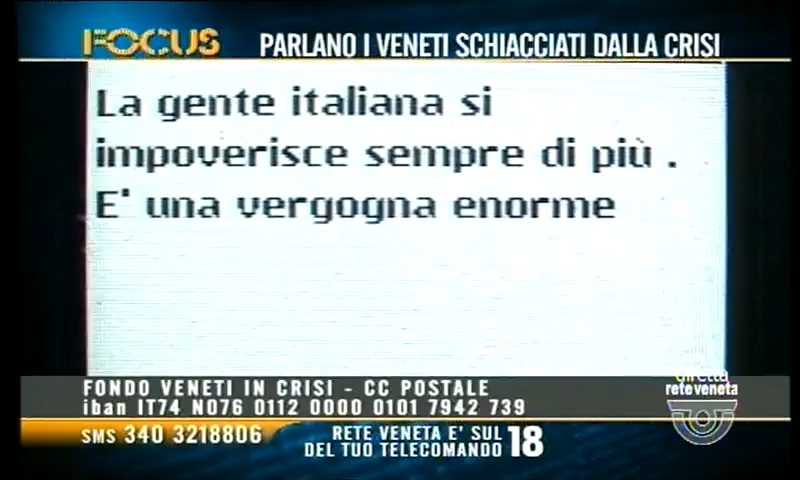 FOCUS PARLANO I VENETI SCHIACCIATI DALLA CRISI
La gente italiana si
impoverisce sempre di più .
E' una vergogna enorme
diretta
reteveneta
FONDO VENETI IN CRISI - CC POSTALE
iban IT74 N076 0112 0000 0101 7942 739
SMS 340 3218806
RETE VENETA E' SUL
DEL TUO TELECOMANDO 18